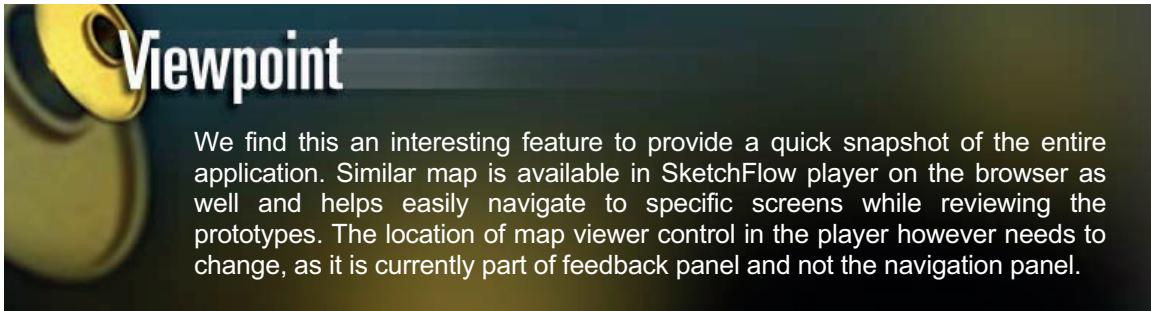 Viewpoint
We find this an interesting feature to provide a quick snapshot of the entire
application. Similar map is available in SketchFlow player on the browser as
well and helps easily navigate to specific screens while reviewing the
prototypes. The location of map viewer control in the player however needs to
change, as it is currently part of feedback panel and not the navigation panel.